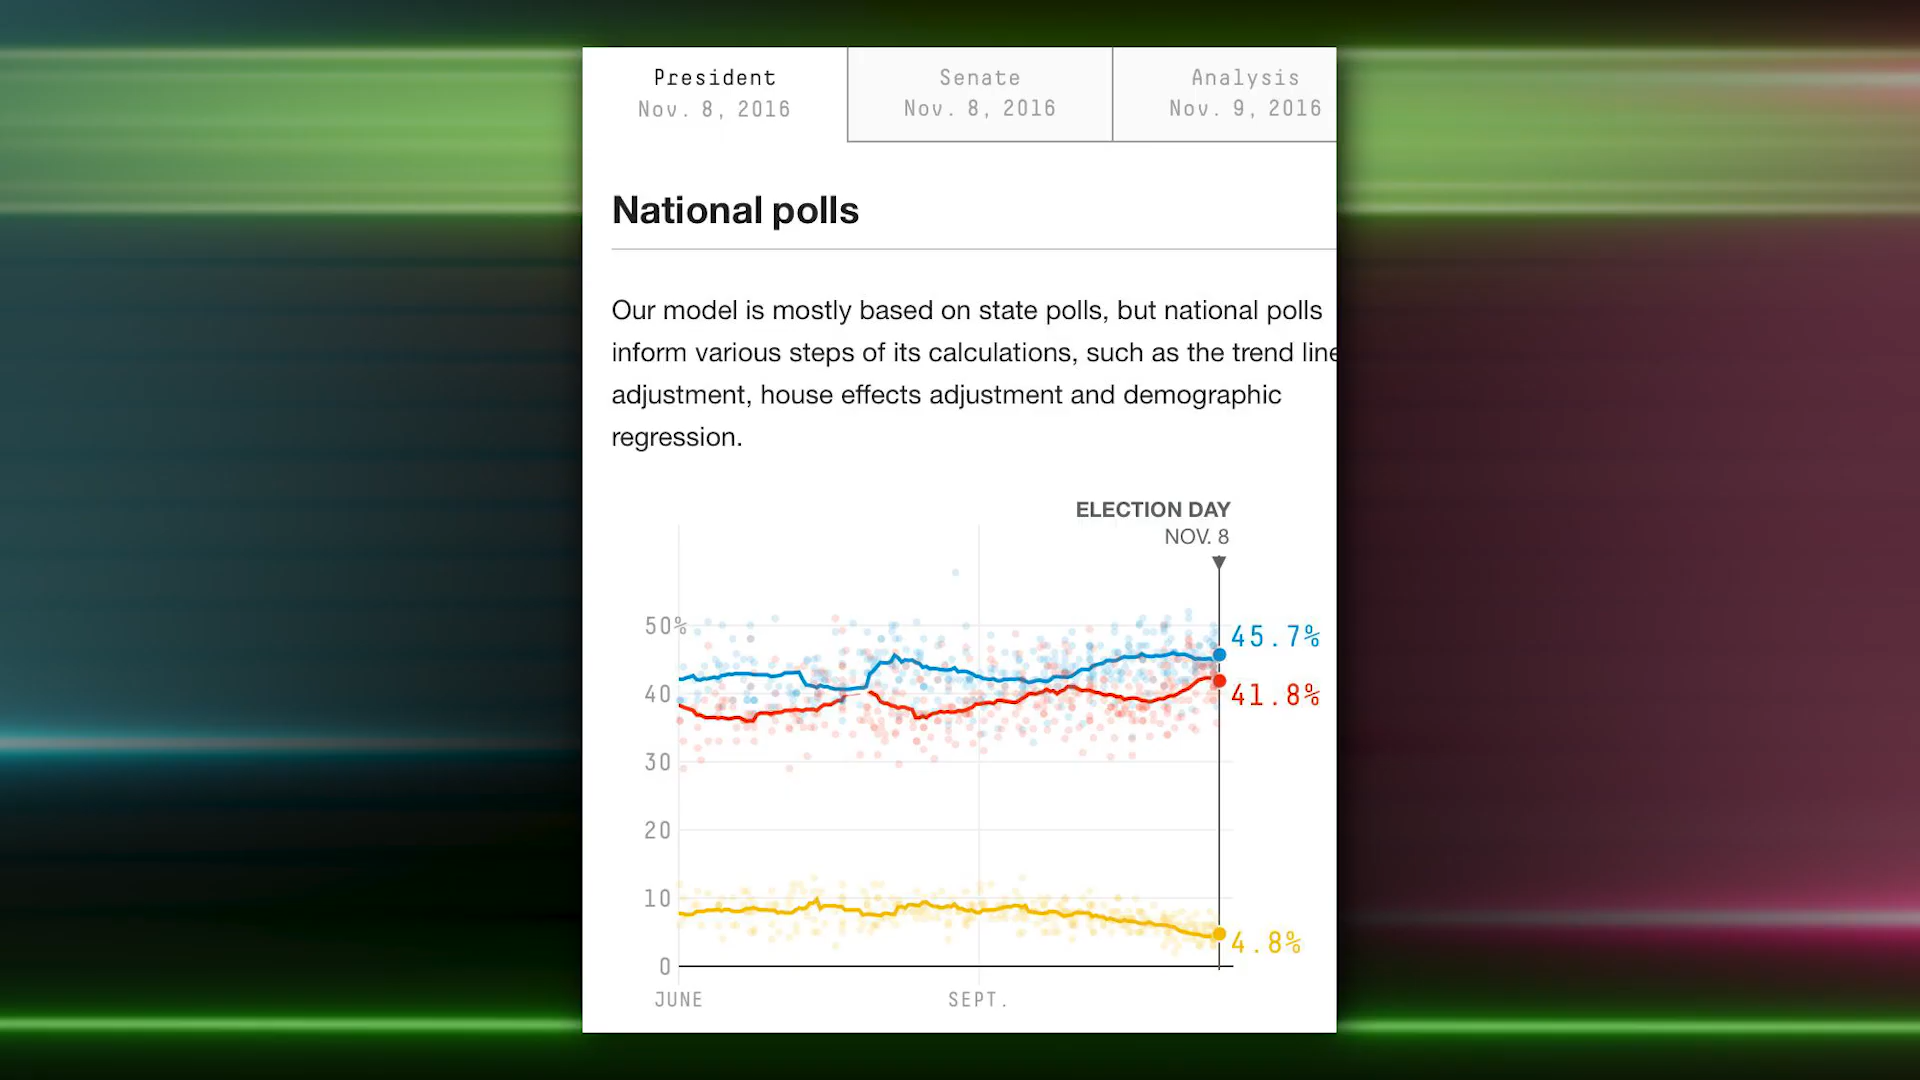 President
Nov. 8, 2016
Senate
Nov. 8, 2016
Analysis
Nov. 9, 2016
National polls
Our model is mostly based on state polls, but national polls
inform various steps of its calculations, such as the trend line
adjustment, house effects adjustment and demographic
regression.
ELECTION DAY
NOV. 8
50%
40
30
20
10
0
45.7%
41.8%
4.8%
JUNE
SEPT.